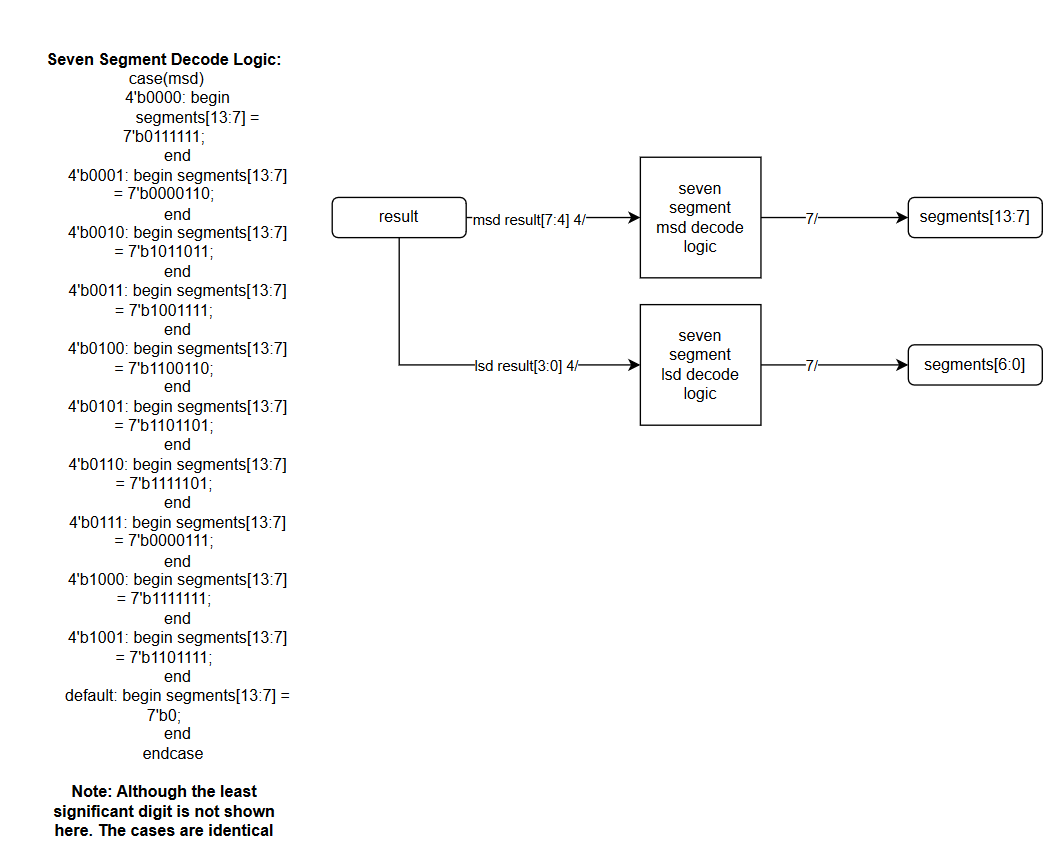 Seven Segment Decode Logic:
case(msd)
4'b0000: begin
segments[13:7] =
7'b0111111;
end
4'b0001: begin segments[13:7]
= 7'b0000110;
end
4'b0010: begin segments[13:7]
= 7'b1011011;
end
4'b0011: begin segments[13:7]
= 7'b1001111;
end
4'b0100: begin segments[13:7]
= 7'b1100110;
end
4'b0101: begin segments[13:7]
= 7'b1101101;
end
4'b0110: begin segments[13:7]
= 7'b1111101;
end
4'b0111: begin segments[13:7]
= 7'b0000111;
end
4'b1000: begin segments[13:7]
= 7'b1111111;
end
4'b1001: begin segments[13:7]
= 7'b1101111;
end
default: begin segments[13:7] =
7'b0;
end
endcase
Note: Although the least
significant digit is not shown
here. The cases are identical
result
msd result[7:4] 4/
seven
segment
msd decode
logic
7/
segments[13:7]
lsd result[3:0] 4/
seven
segment
lsd decode
logic
7/
segments[6:0]